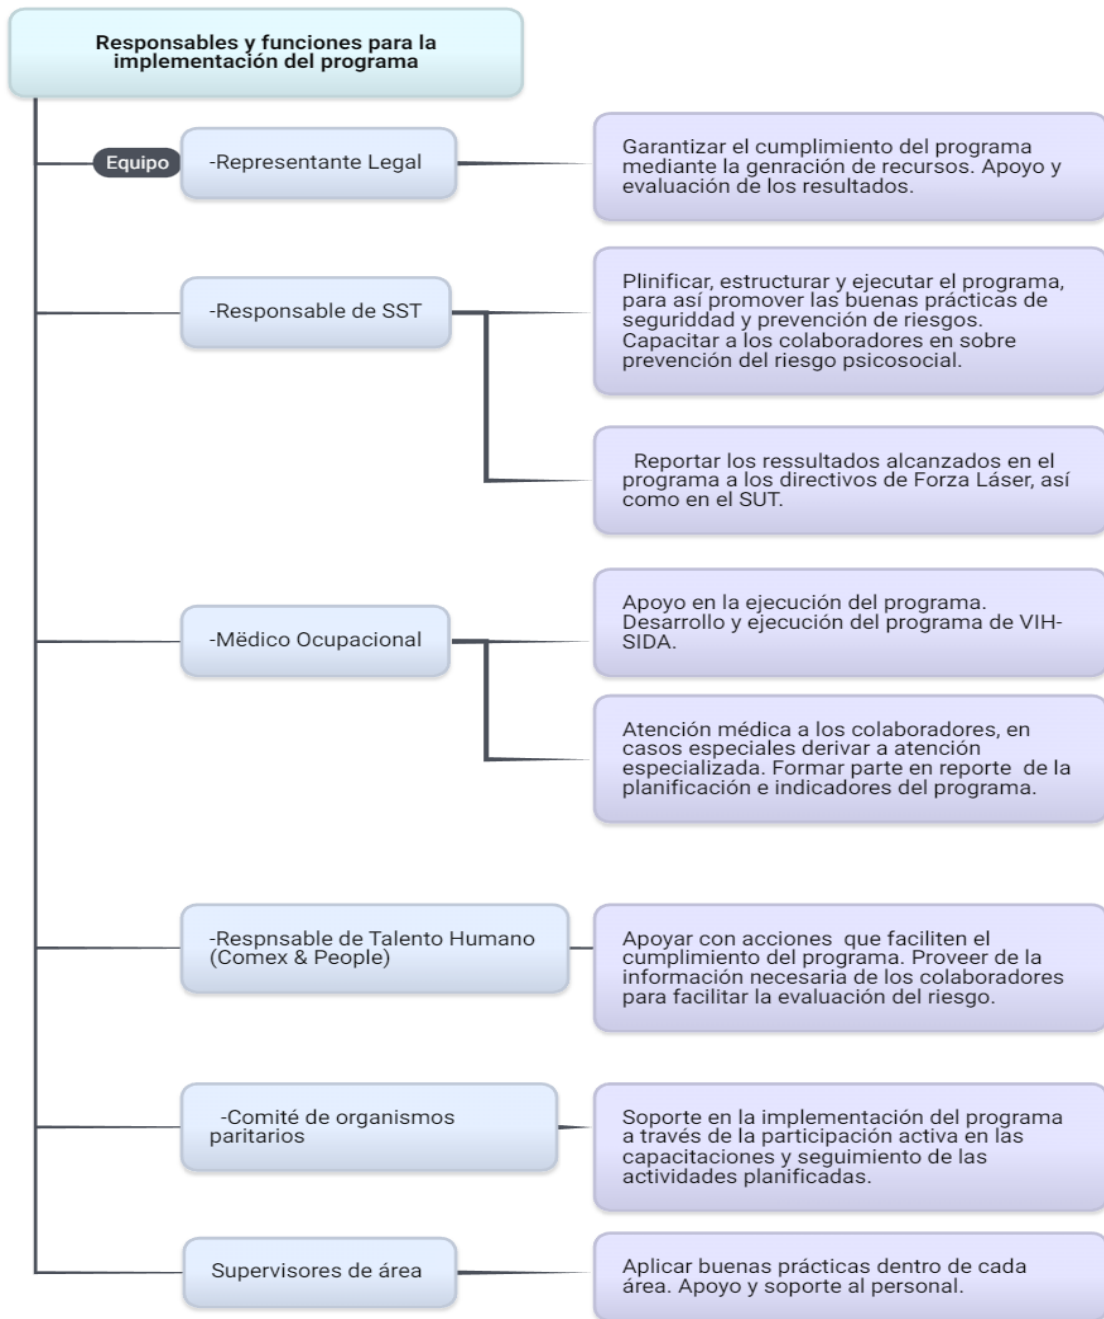 Responsables y funciones para la
implementación del programa
Equipo
-Representante Legal
Garantizar el cumplimiento del programa
mediante la genración de recursos. Apoyo y
evaluación de los resultados.
-Responsable de SST
Plinificar, estructurar y ejecutar el programa,
para así promover las buenas prácticas de
seguriddad y prevención de riesgos.
Capacitar a los colaboradores en sobre
prevención del riesgo psicosocial.
Reportar los ressultados alcanzados en el
programa a los directivos de Forza Láser, así
como en el SUT.
-Mëdico Ocupacional
Apoyo en la ejecución del programa.
Desarrollo y ejecución del programa de VIH-
SIDA.
Atención médica a los colaboradores, en
casos especiales derivar a atención
especializada. Formar parte en reporte  de la
planificación e indicadores del programa.
-Respnsable de Talento Humano
(Comex & People)
Apoyar con acciones  que faciliten el
cumplimiento del programa. Proveer de la
información necesaria de los colaboradores
para facilitar la evaluación del riesgo.
-Comité de organismos
paritarios
Soporte en la implementación del programa
a través de la participación activa en las
capacitaciones y seguimiento de las
actividades planificadas.
Supervisores de área
Aplicar buenas prácticas dentro de cada
área. Apoyo y soporte al personal.